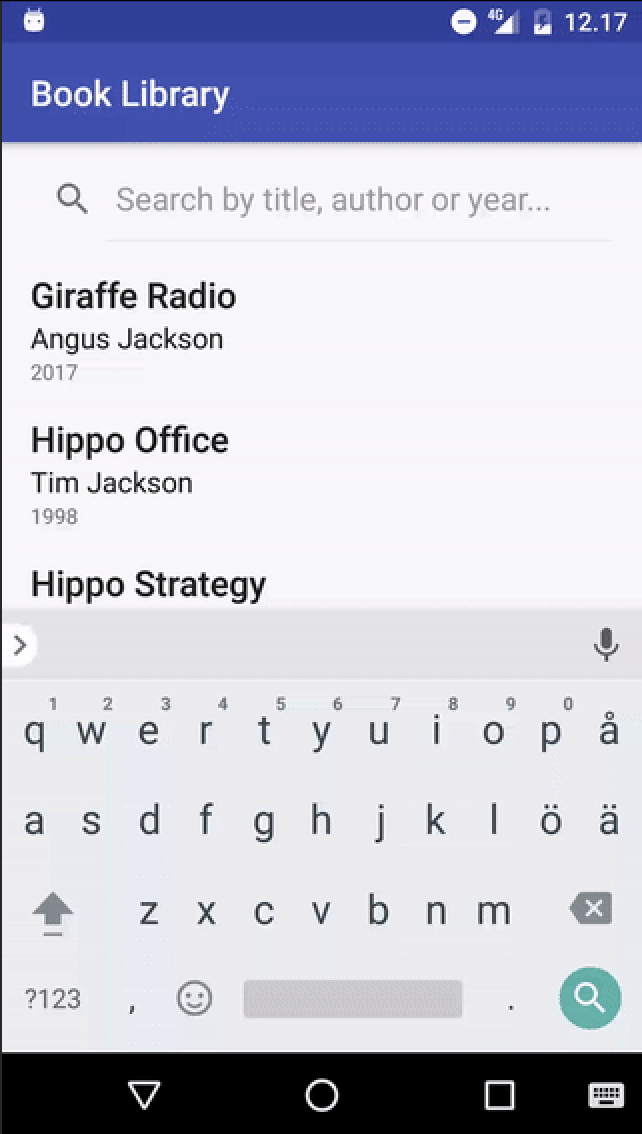 4G 12.17
Book Library
Search by title, author or year...
Giraffe Radio
Angus Jackson
2017
Hippo Office
Tim Jackson
1998
Hippo Strategy
1 2 3 4 5 6 7 8 9 0
q w e r t y u i o p å
a s d f g h j k l ö ä
z x c v b n m
?123 , .